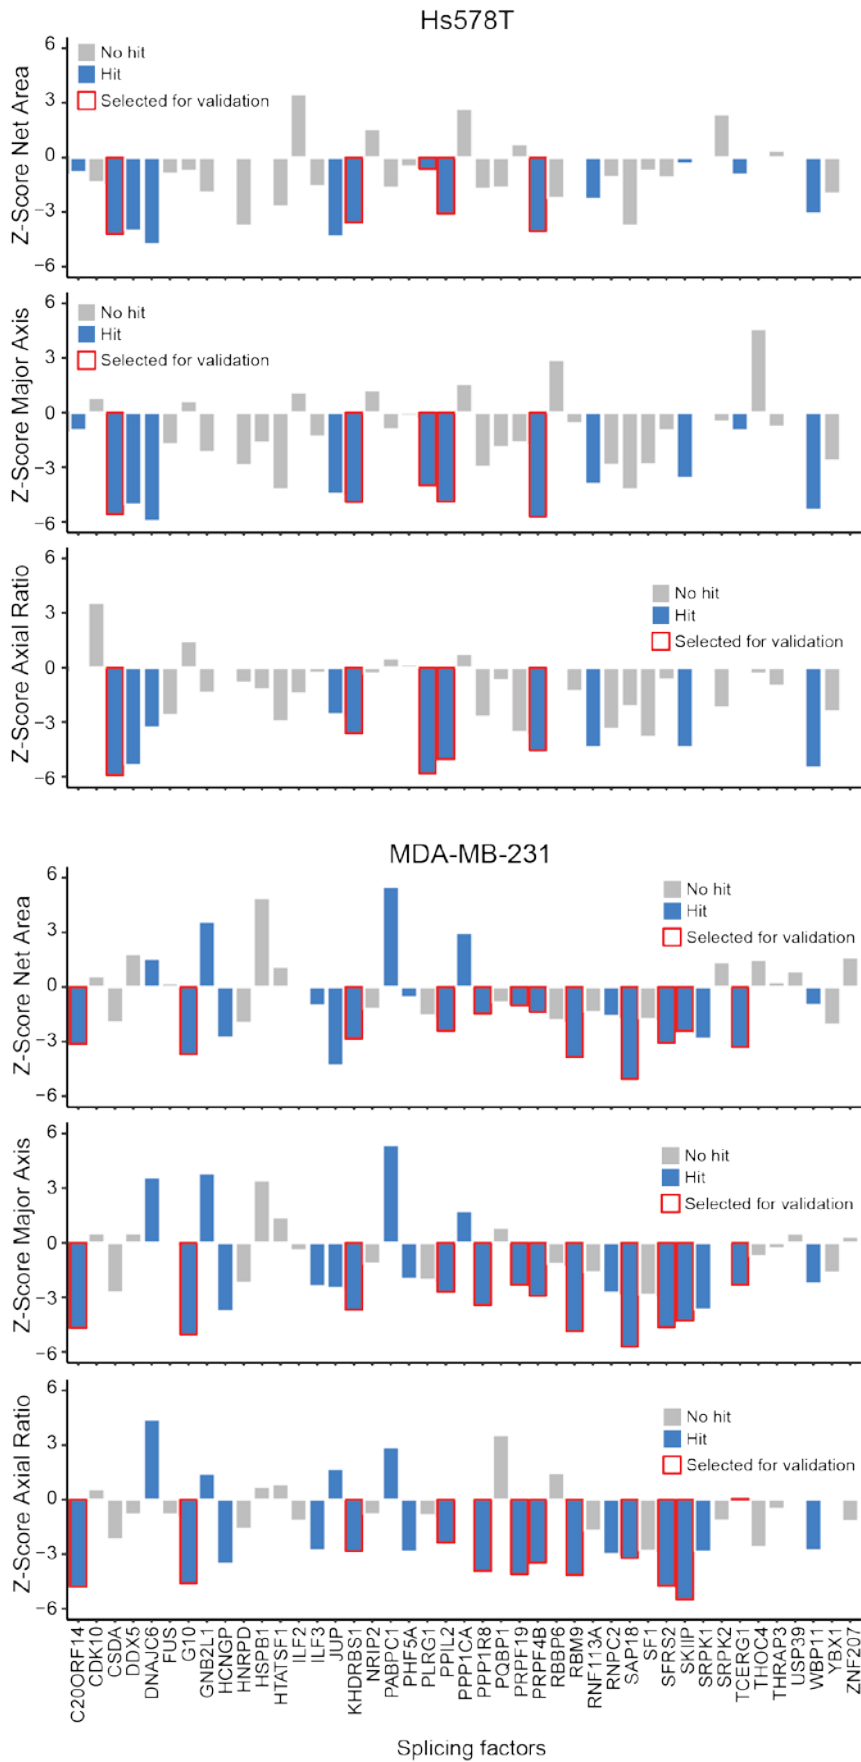 Hs578T
Z-Score Net Area
6
3
0
−3
−6
No hit
Hit
Selected for validation
Z-Score Major Axis
6
3
0
−3
−6
No hit
Hit
Selected for validation
Z-Score Axial Ratio
6
3
0
−3
−6
No hit
Hit
Selected for validation
MDA-MB-231
Z-Score Net Area
6
3
0
−3
−6
No hit
Hit
Selected for validation
Z-Score Major Axis
6
3
0
−3
−6
No hit
Hit
Selected for validation
Z-Score Axial Ratio
6
3
0
−3
−6
No hit
Hit
Selected for validation
C20ORF14
CDK10
CSDA
DDX5
DNAJC6
FUS
G10
GNB2L1
HCNGP
HNRPD
HSPB1
HTATSF1
ILF2
ILF3
JUP
KHDRBS1
NRIP2
PABPC1
PHF5A
PLRG1
PPIL2
PPP1CA
PPP1R8
PQBP1
PRPF19
PRPF4B
RBBP6
RBM9
RNF113A
RNPC2
SAP18
SF1
SFRS2
SKIIP
SRPK1
SRPK2
TCERG1
THOC4
THRAP3
USP39
WBP11
YBX1
ZNF207
Splicing factors